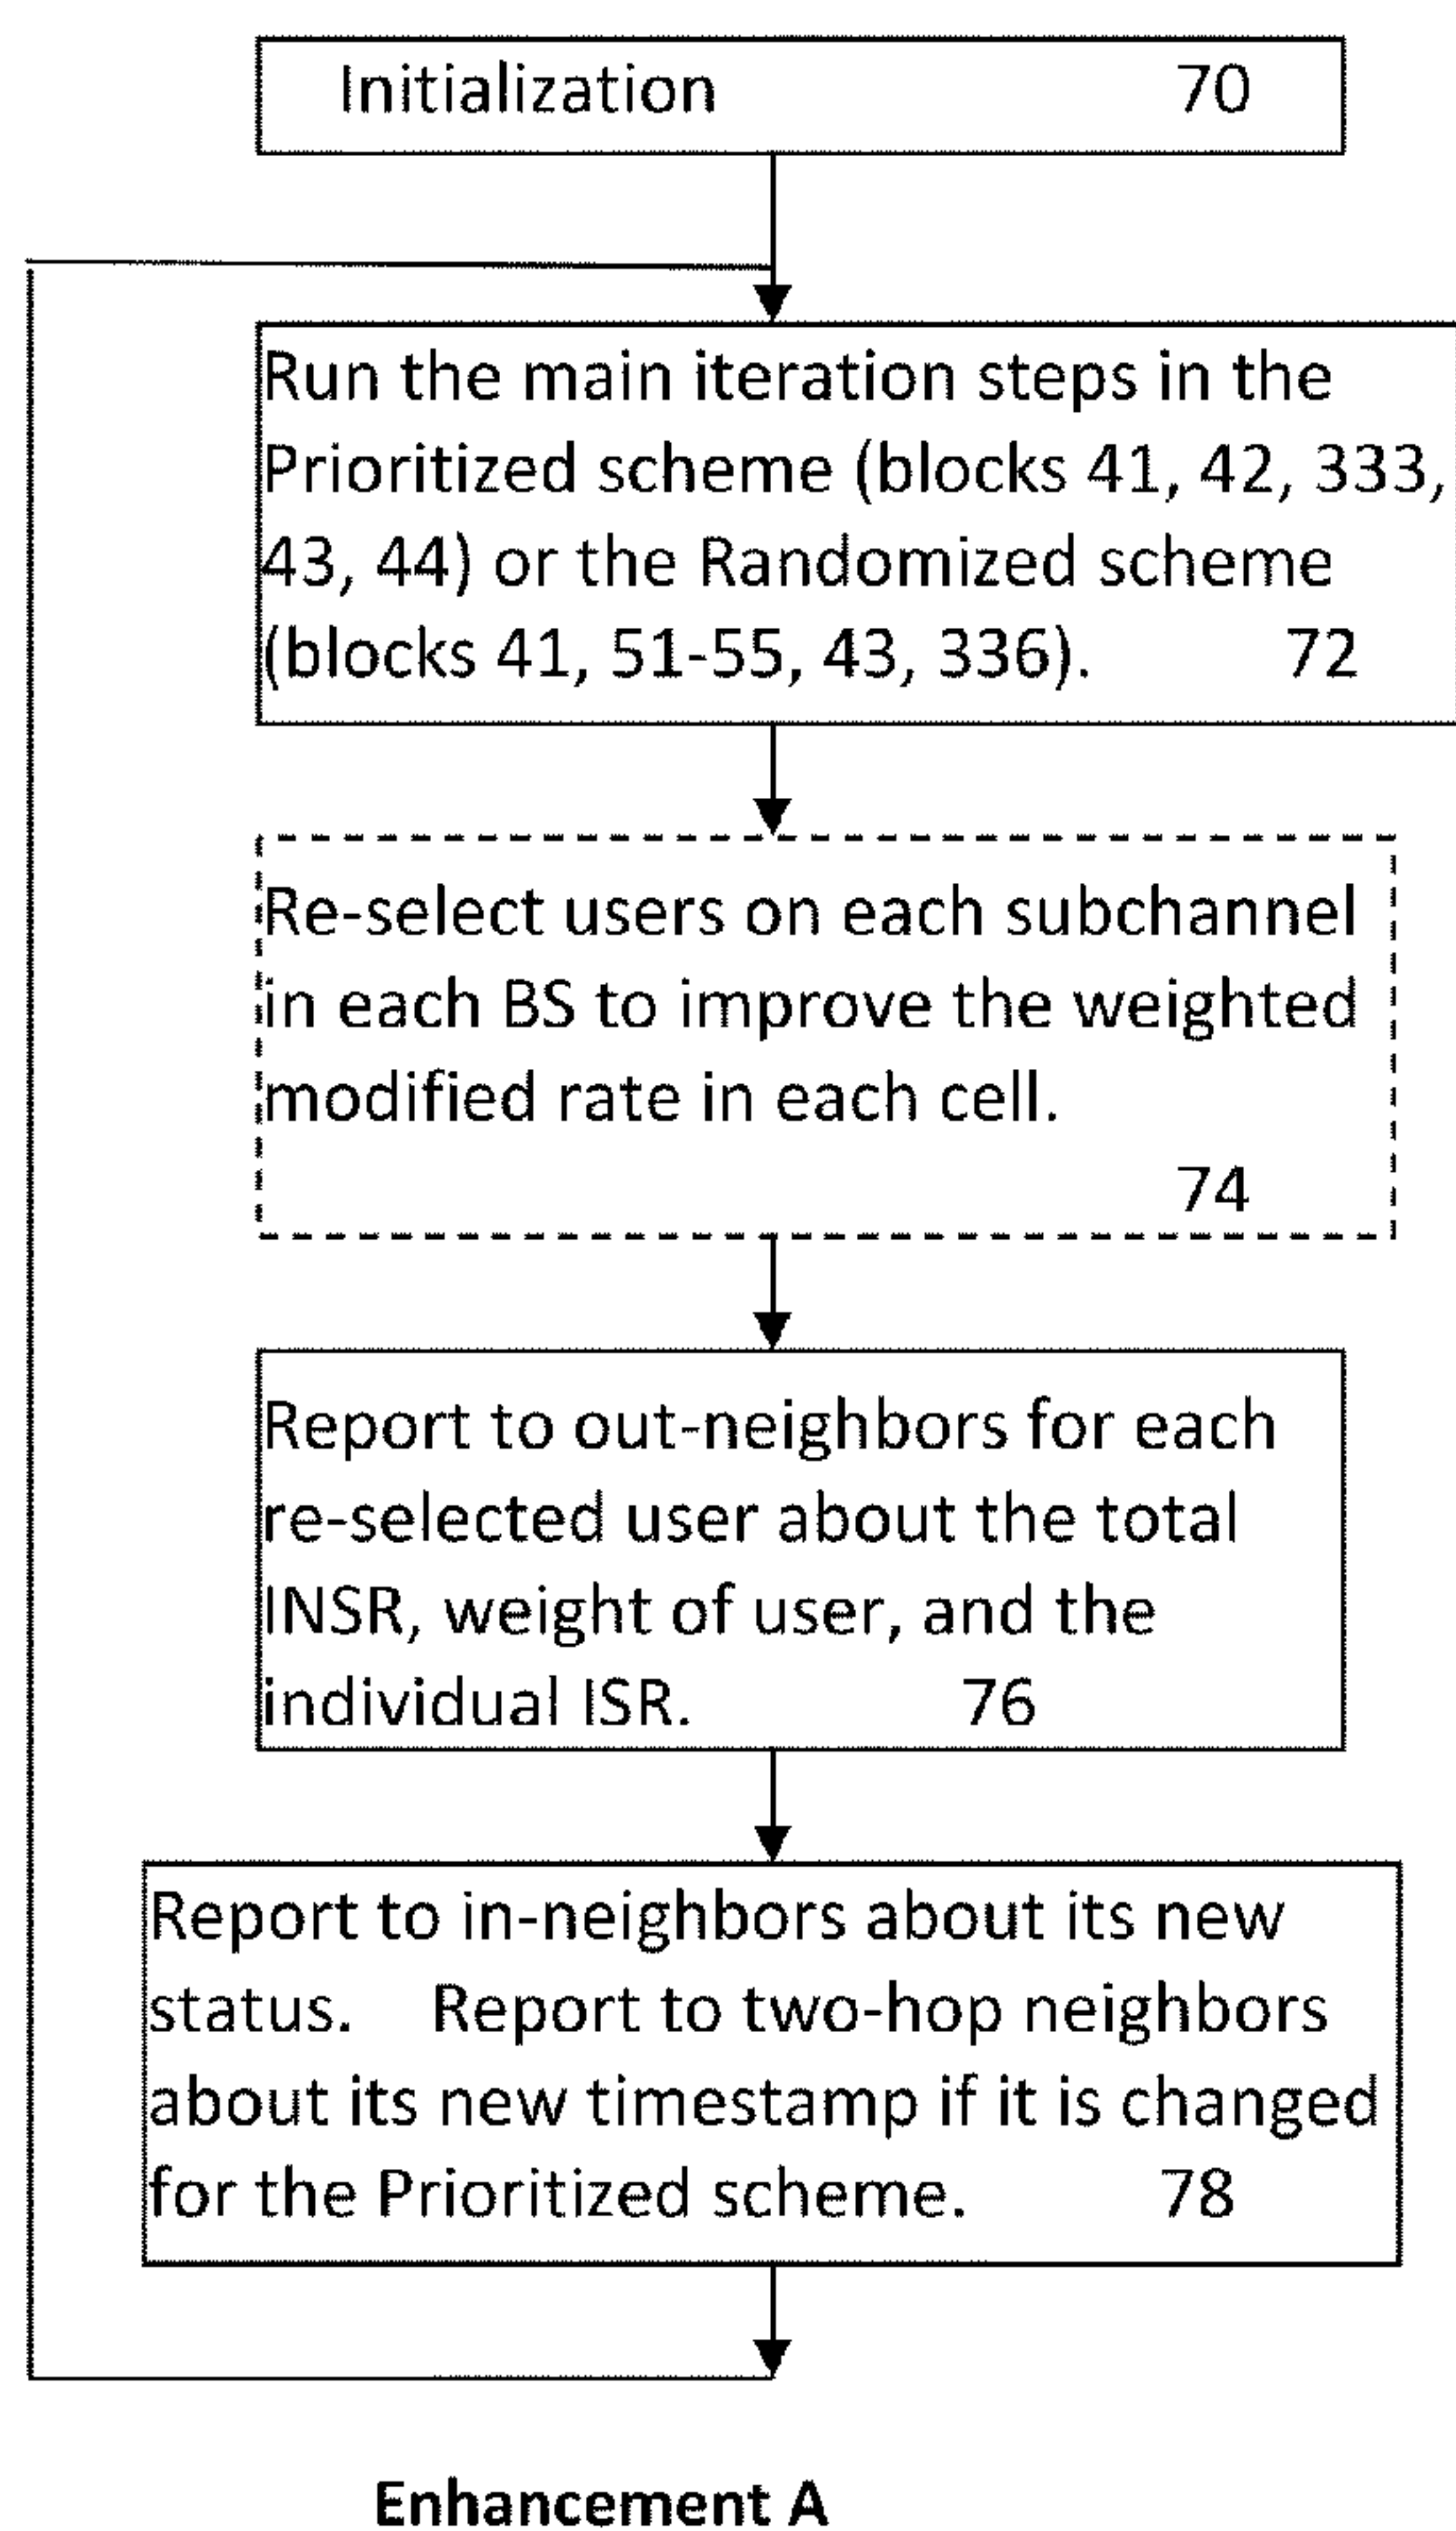 Initialization 70
Run the main iteration steps in the
Prioritized scheme (blocks 41, 42, 333,
43, 44) or the Randomized scheme
(blocks 41, 51-55, 43, 336). 72
Re-select users on each subchannel
in each BS to improve the weighted
modified rate in each cell.
74
Report to out-neighbors for each
re-selected user about the total
INSR, weight of user, and the
individual ISR. 76
Report to in-neighbors about its new
status. Report to two-hop neighbors
about its new timestamp if it is changed
for the Prioritized scheme. 78
Enhancement A